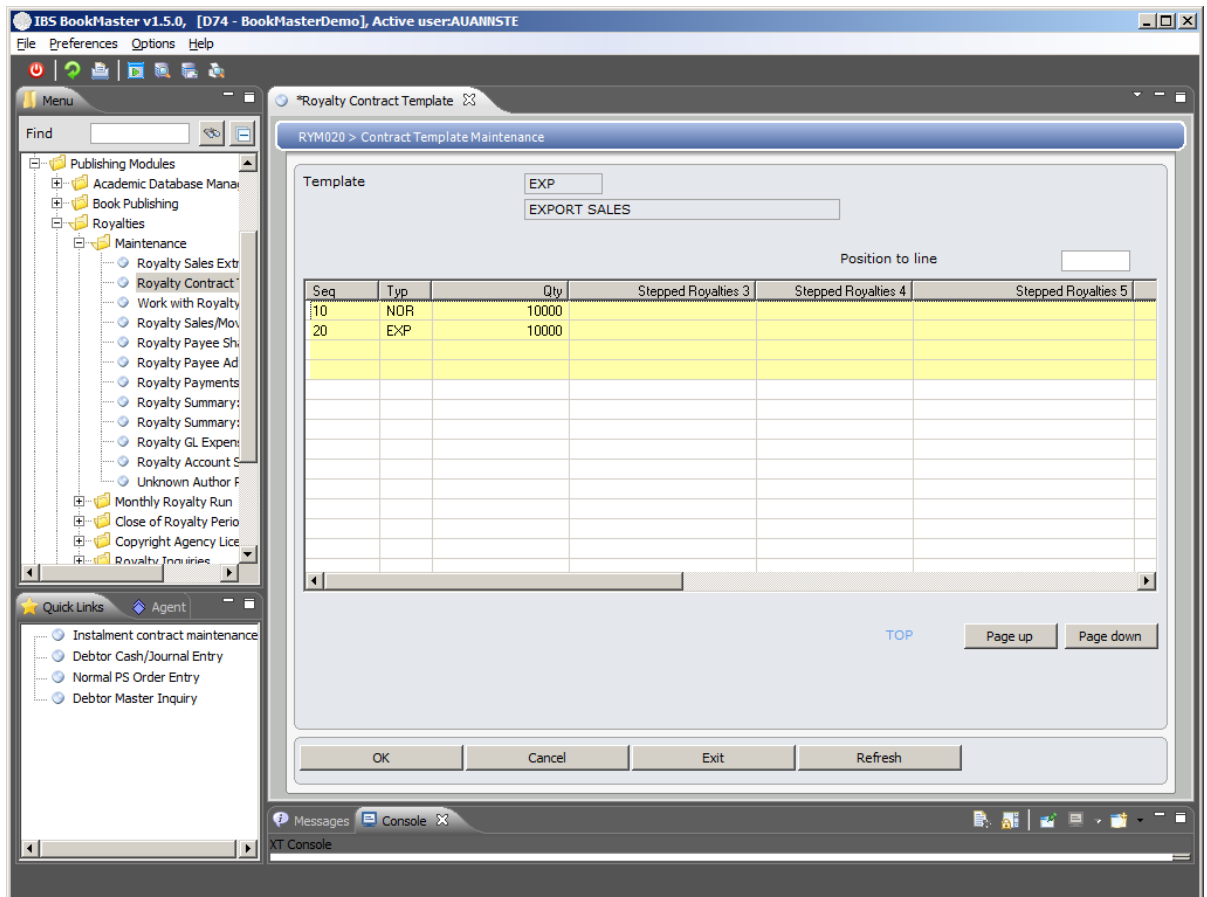 IBS BookMaster v1.5.0, [D74 - BookMasterDemo], Active user:AUANNSTE
File Preferences Options Help
Menu
Find
Publishing Modules
Academic Database Mana
Book Publishing
Royalties
Maintenance
Royalty Sales Extr
Royalty Contract T
Work with Royalty
Royalty Sales/Mov
Royalty Payee Sha
Royalty Payee Ad
Royalty Payments
Royalty Summary:
Royalty Summary:
Royalty GL Expens
Royalty Account S
Unknown Author R
Monthly Royalty Run
Close of Royalty Perio
Copyright Agency Lice
Royalty Inquiries
Quick Links Agent
Instalment contract maintenance
Debtor Cash/Journal Entry
Normal PS Order Entry
Debtor Master Inquiry
*Royalty Contract Template
RYM020 > Contract Template Maintenance
Template EXP
EXPORT SALES
Position to line
Seq Typ Qty Stepped Royalties 3 Stepped Royalties 4 Stepped Royalties 5
10 NOR 10000
20 EXP 10000
TOP Page up Page down
OK Cancel Exit Refresh
Messages Console
XT Console